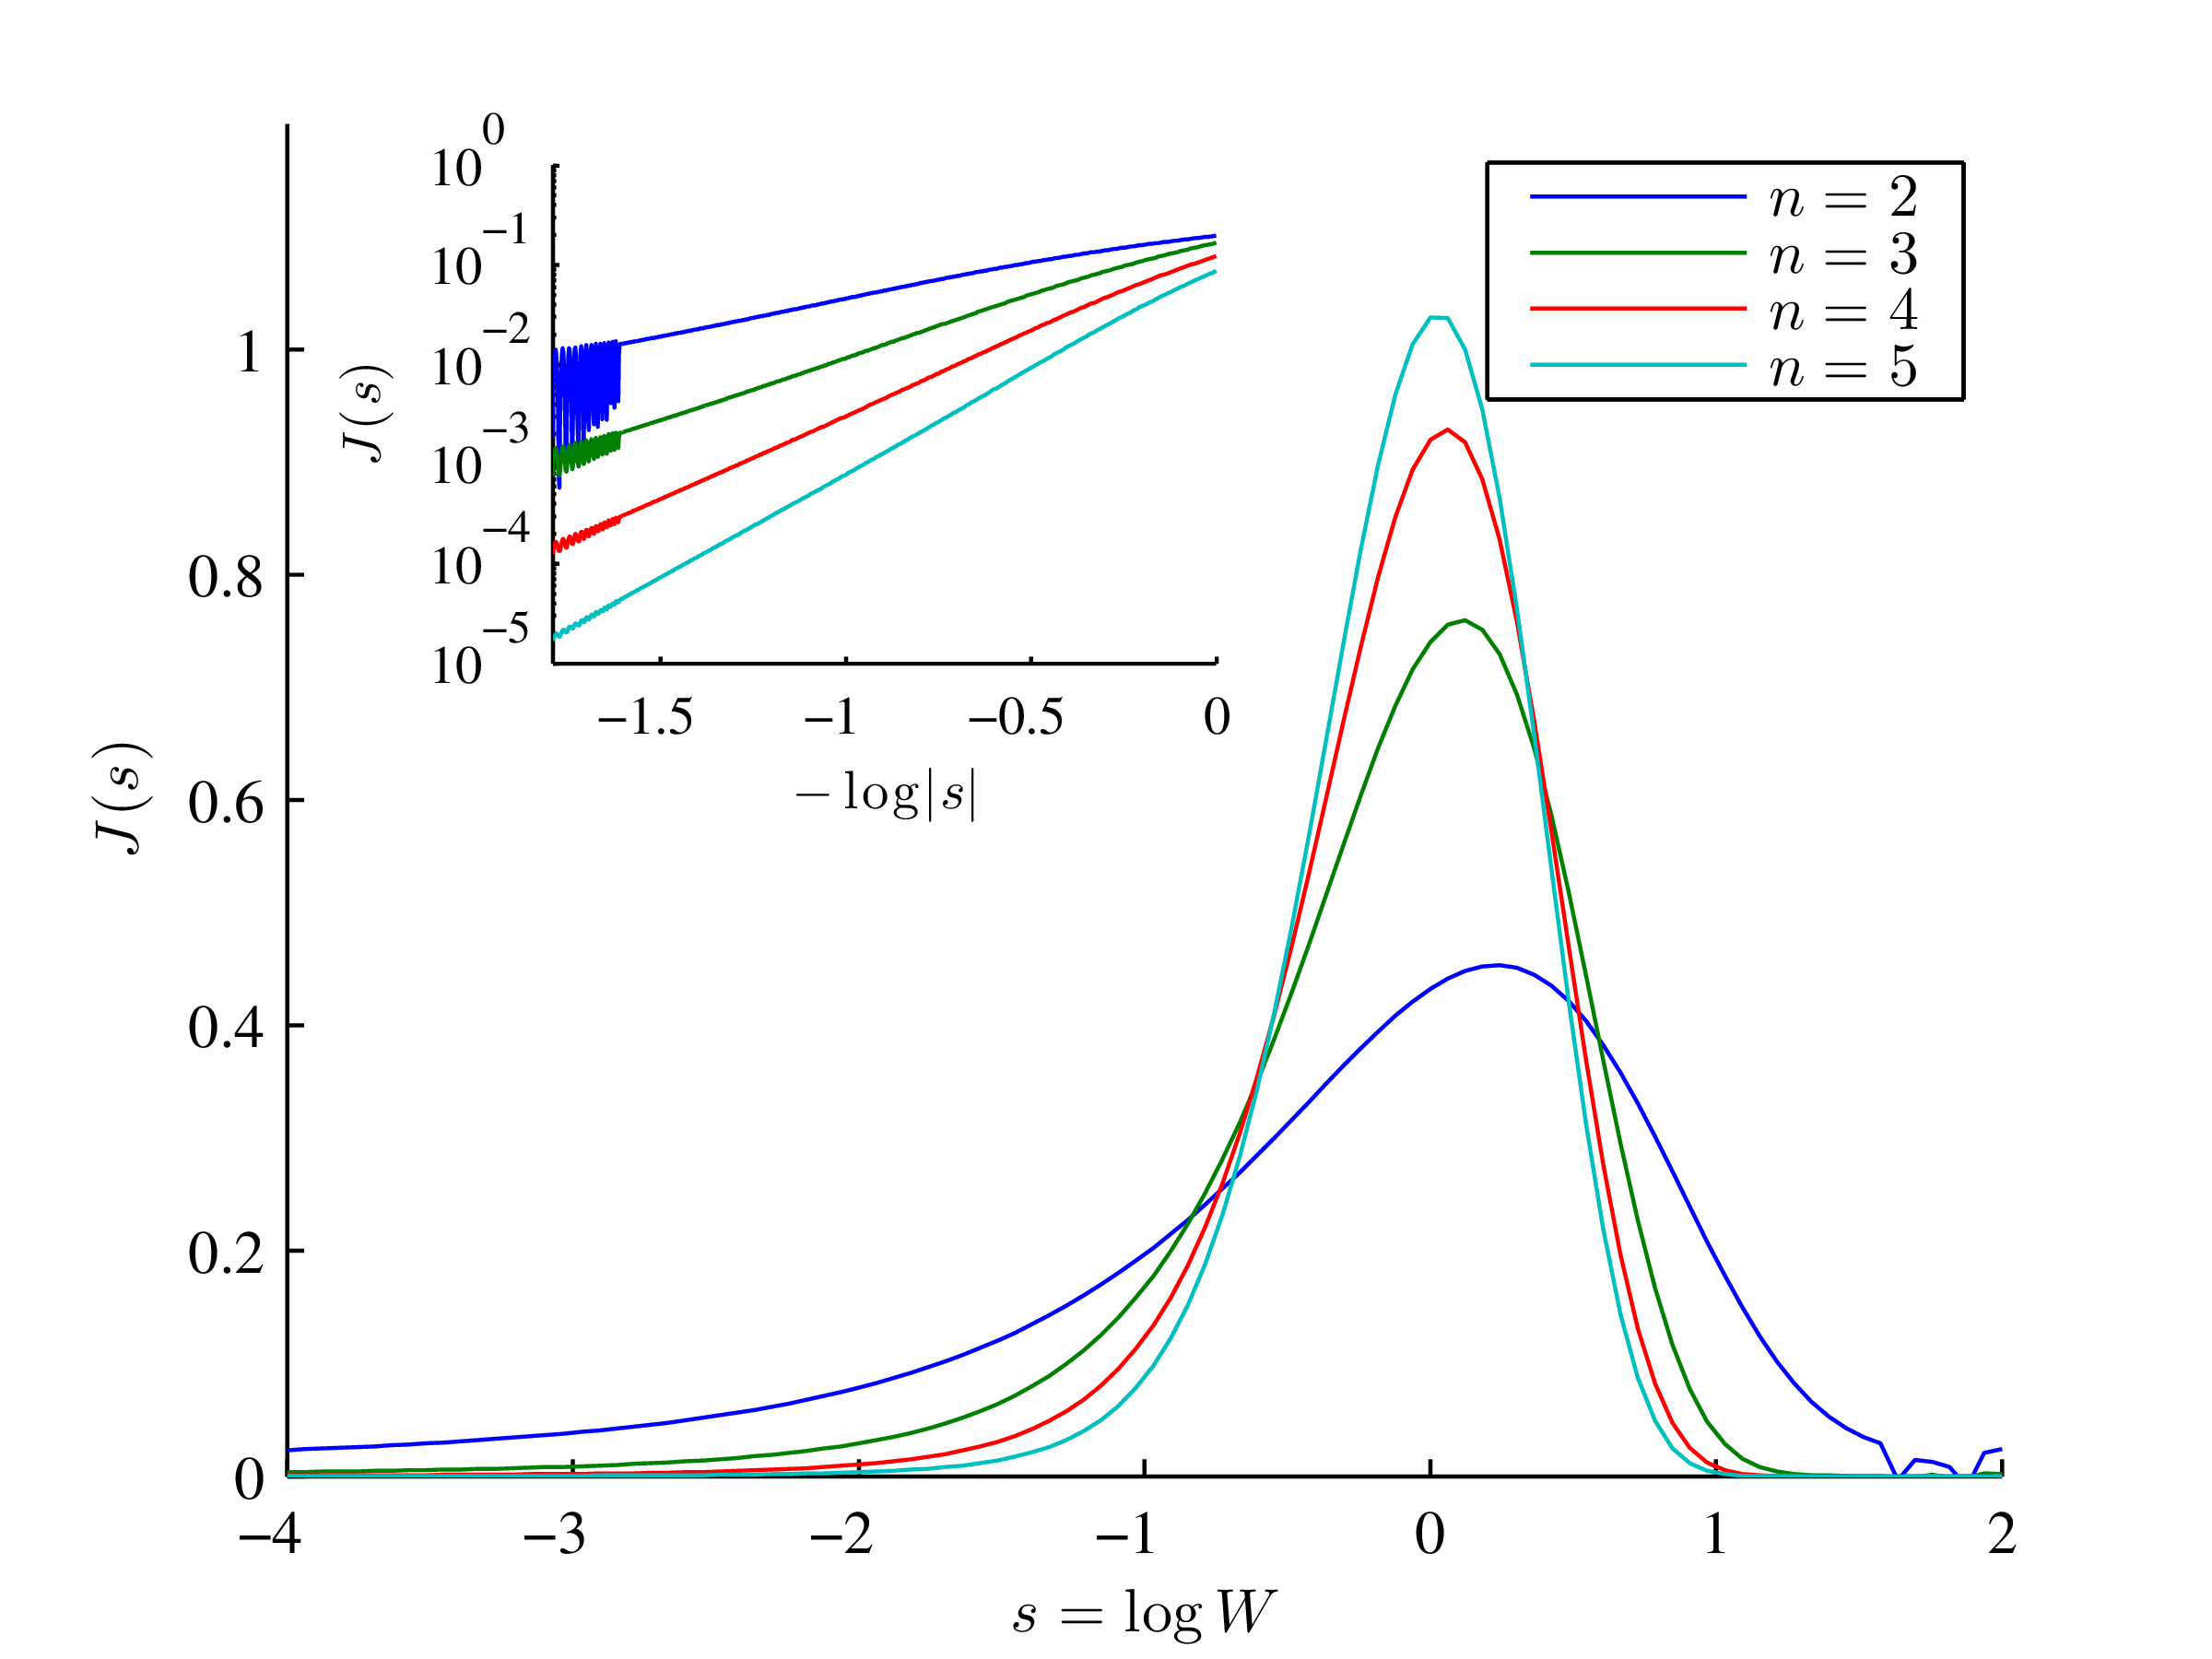 10^0
10^−1
10^−2
10^−3
10^−4
10^−5
J(s)
−1.5 −1 −0.5 0
− log|s|
n = 2
n = 3
n = 4
n = 5
1
0.8
0.6
0.4
0.2
0
J(s)
−4 −3 −2 −1 0 1 2
s = log W